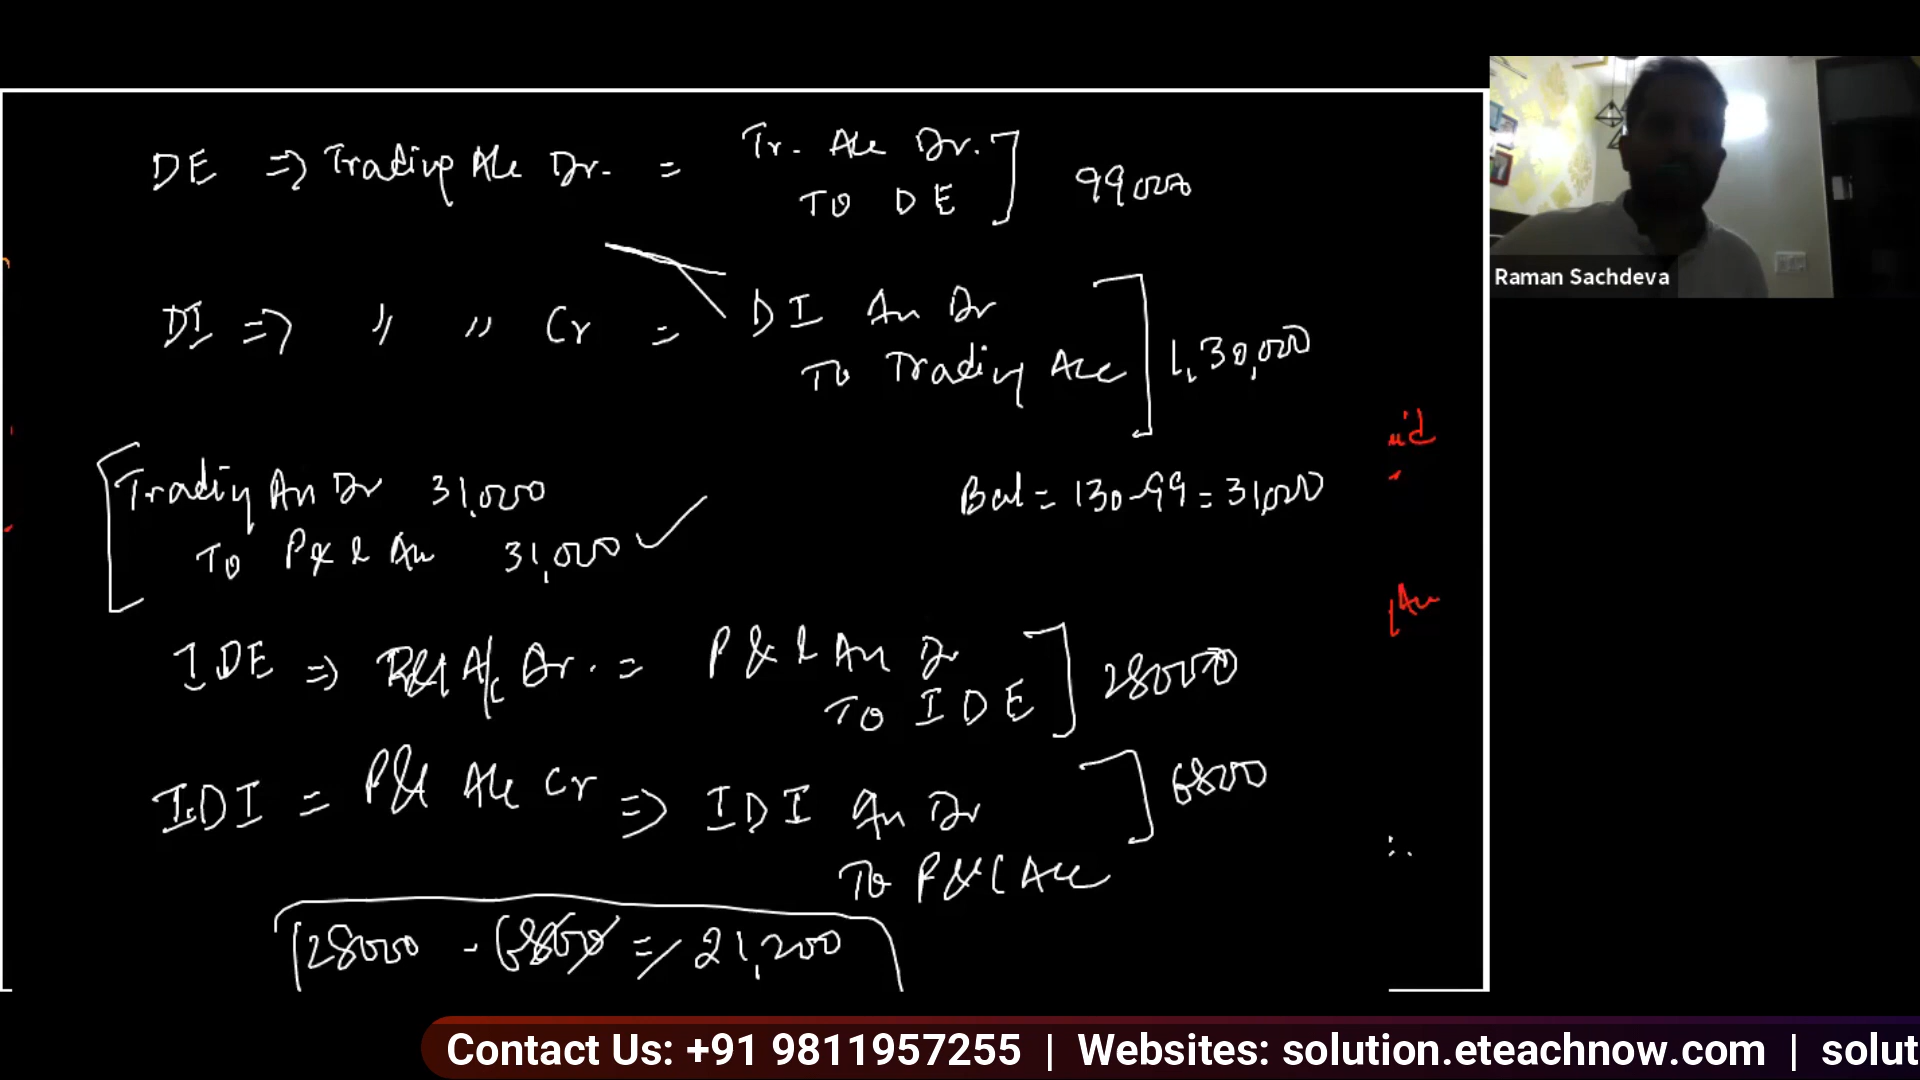 DE => Trading A/c Dr. = Tr. A/c Dr.
To DE ] 99000
DI => " " Cr = DI A/c Dr
To Trading A/c ] 1,30,000
Trading A/c Dr 31,000
To P&L A/c 31,000 ✓
Bal = 130-99 = 31,000
IDE => P&L A/c Dr. = P & L A/c Dr
To IDE ] 28000
IDI = P&L A/c Cr => IDI A/c Dr
To P&L A/c ] 6800
28000 - 6800 => 21,200
Raman Sachdeva
Contact Us: +91 9811957255 | Websites: solution.eteachnow.com | solut